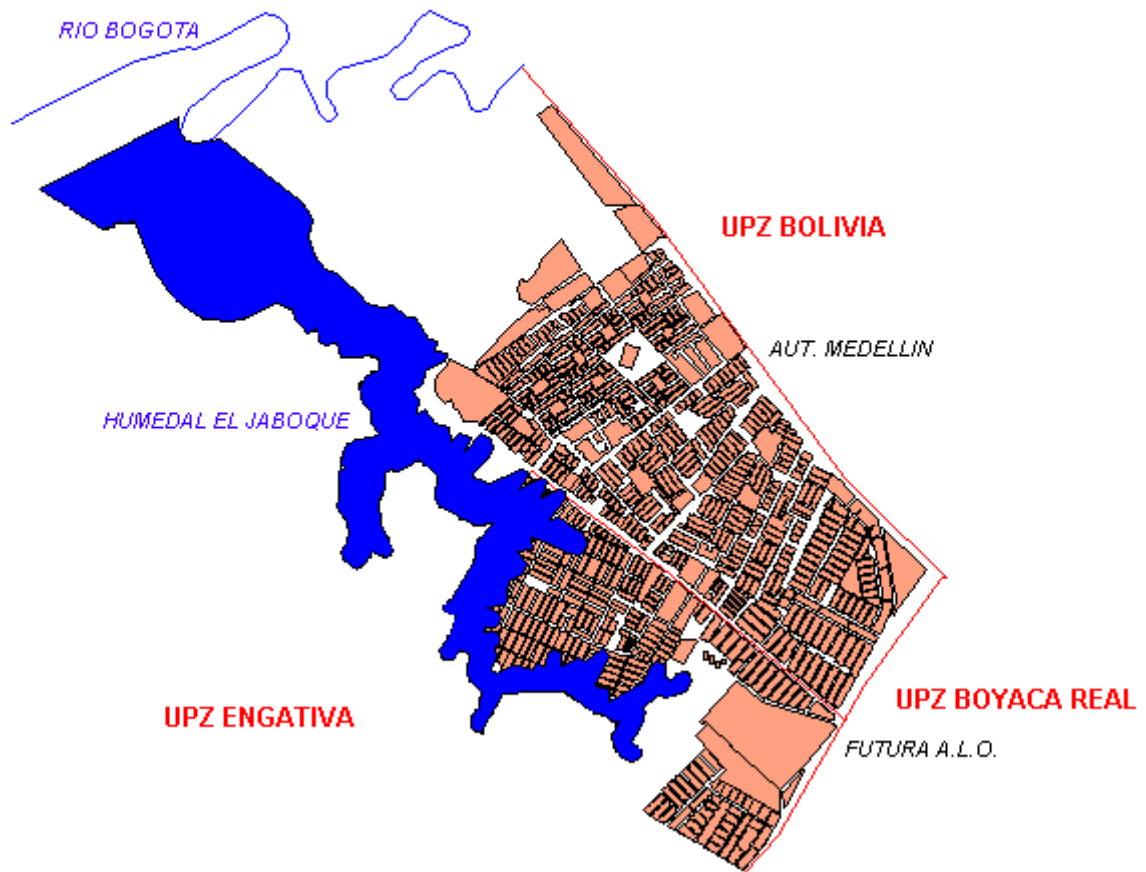 RIO BOGOTA
UPZ BOLIVIA
AUT. MEDELLIN
HUMEDAL EL JABOQUE
UPZ ENGATIVA
UPZ BOYACA REAL
FUTURA A.L.O.